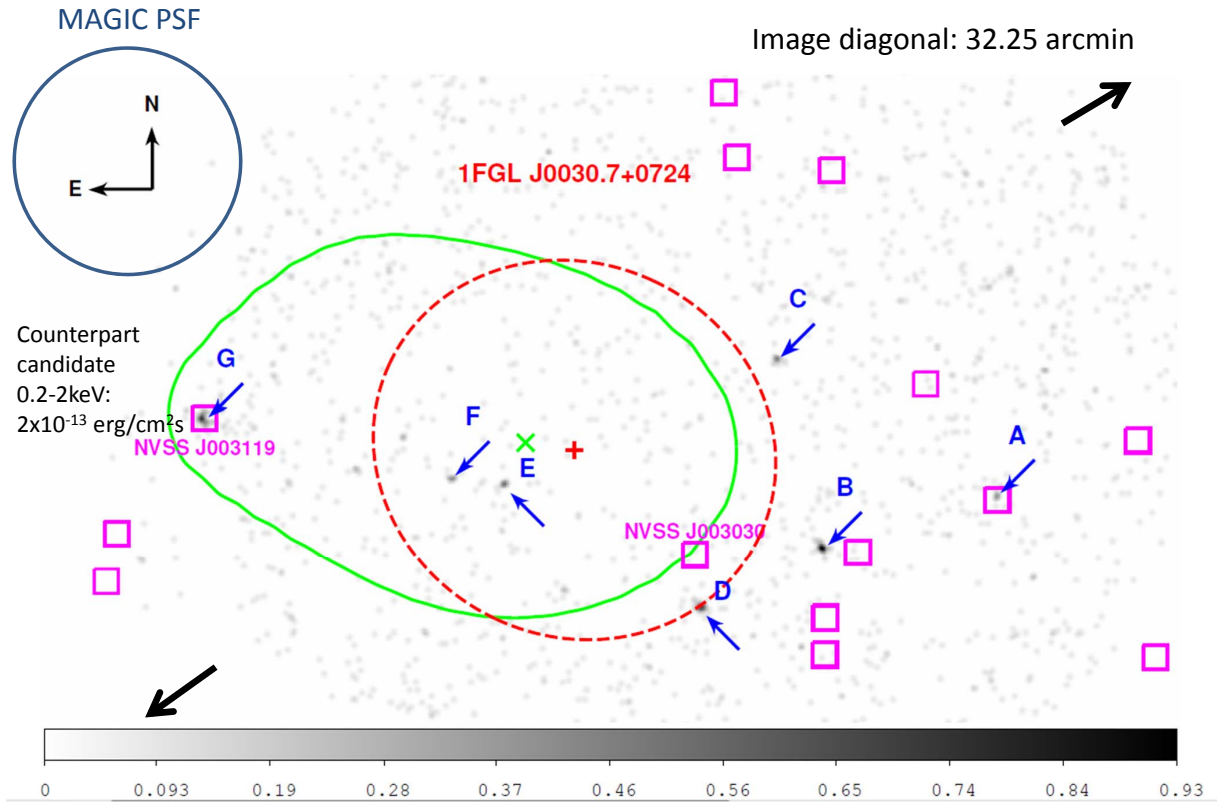 MAGIC PSF
Image diagonal: 32.25 arcmin
N
E
1FGL J0030.7+0724
C
Counterpart
candidate
0.2-2keV:
2x10⁻¹³ erg/cm²s
G
NVSS J003119
F
E
A
B
NVSS J003030
D
0 0.093 0.19 0.28 0.37 0.46 0.56 0.65 0.74 0.84 0.93